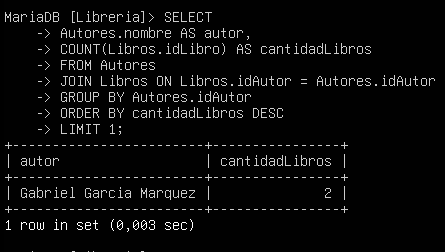 MariaDB [Libreria]> SELECT
    -> Autores.nombre AS autor,
    -> COUNT(Libros.idLibro) AS cantidadLibros
    -> FROM Autores
    -> JOIN Libros ON Libros.idAutor = Autores.idAutor
    -> GROUP BY Autores.idAutor
    -> ORDER BY cantidadLibros DESC
    -> LIMIT 1;
+------------------------+----------------+
| autor                  | cantidadLibros |
+------------------------+----------------+
| Gabriel Garcia Marquez |              2 |
+------------------------+----------------+
1 row in set (0,003 sec)